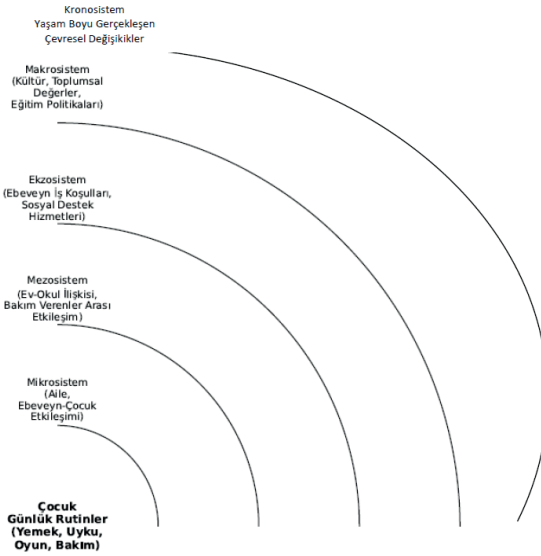 Kronosistem
Yaşam Boyu Gerçekleşen
Çevresel Değişikikler
Makrosistem
(Kültür, Toplumsal
Değerler,
Eğitim Politikaları)
Ekzosistem
(Ebeveyn İş Koşulları,
Sosyal Destek
Hizmetleri)
Mezosistem
(Ev-Okul İlişkisi,
Bakım Verenler Arası
Etkileşim)
Mikrosistem
(Aile,
Ebeveyn-Çocuk
Etkileşimi)
Çocuk
Günlük Rutinler
(Yemek, Uyku,
Oyun, Bakım)